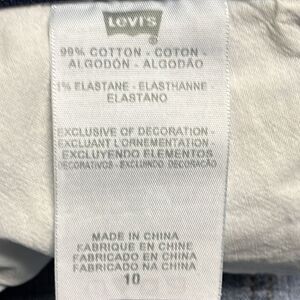 Levi's
®
99% COTTON - COTON -
ALGODÓN - ALGODÃO
1% ELASTANE - ELASTHANNE -
ELASTANO
EXCLUSIVE OF DECORATION -
EXCLUANT L'ORNEMENTATION -
EXCLUYENDO ELEMENTOS
DECORATIVOS - EXCLUINDO DECORAÇÃO
MADE IN CHINA
FABRIQUÉ EN CHINE
FABRICADO EN CHINA
FABRICADO NA CHINA
10